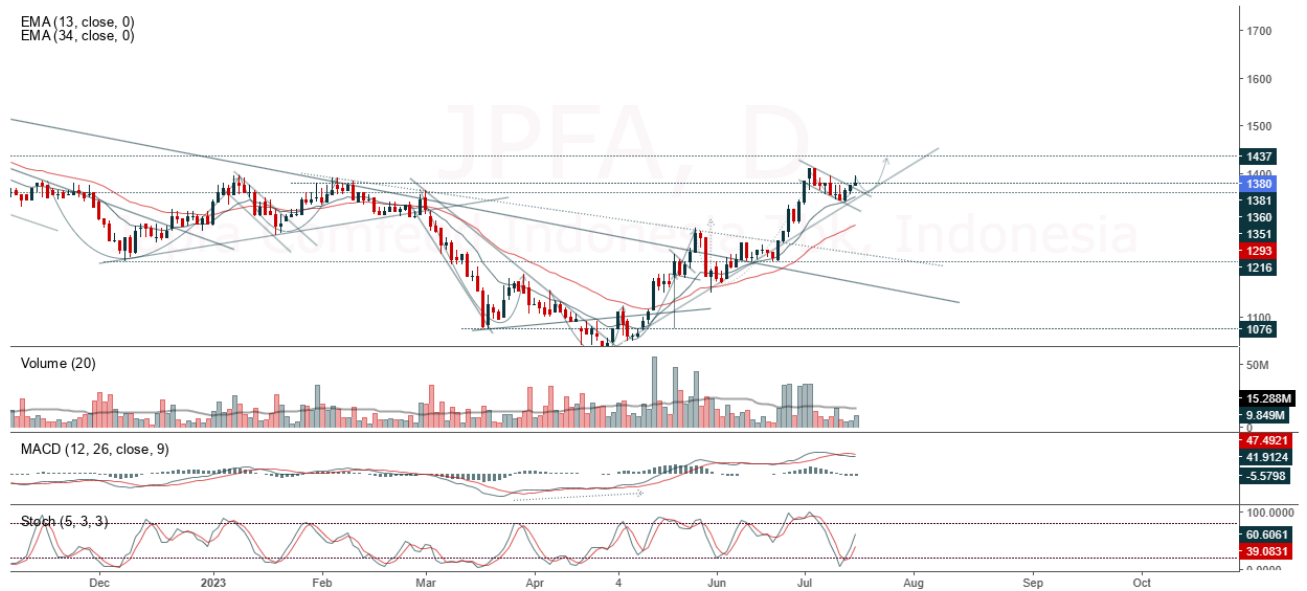 EMA (13, close, 0)
EMA (34, close, 0)
JPFA, D
Indonesia
1700
1600
1500
1437
1400
1380
1381
1360
1351
1293
1216
1100
1076
Volume (20)
50M
15.288M
9.849M
0
MACD (12, 26, close, 9)
47.4921
41.9124
-5.5798
Stoch (5, 3, 3)
100.0000
60.6061
39.0831
0.0000
Dec 2023 Feb Mar Apr 4 Jun Jul Aug Sep Oct